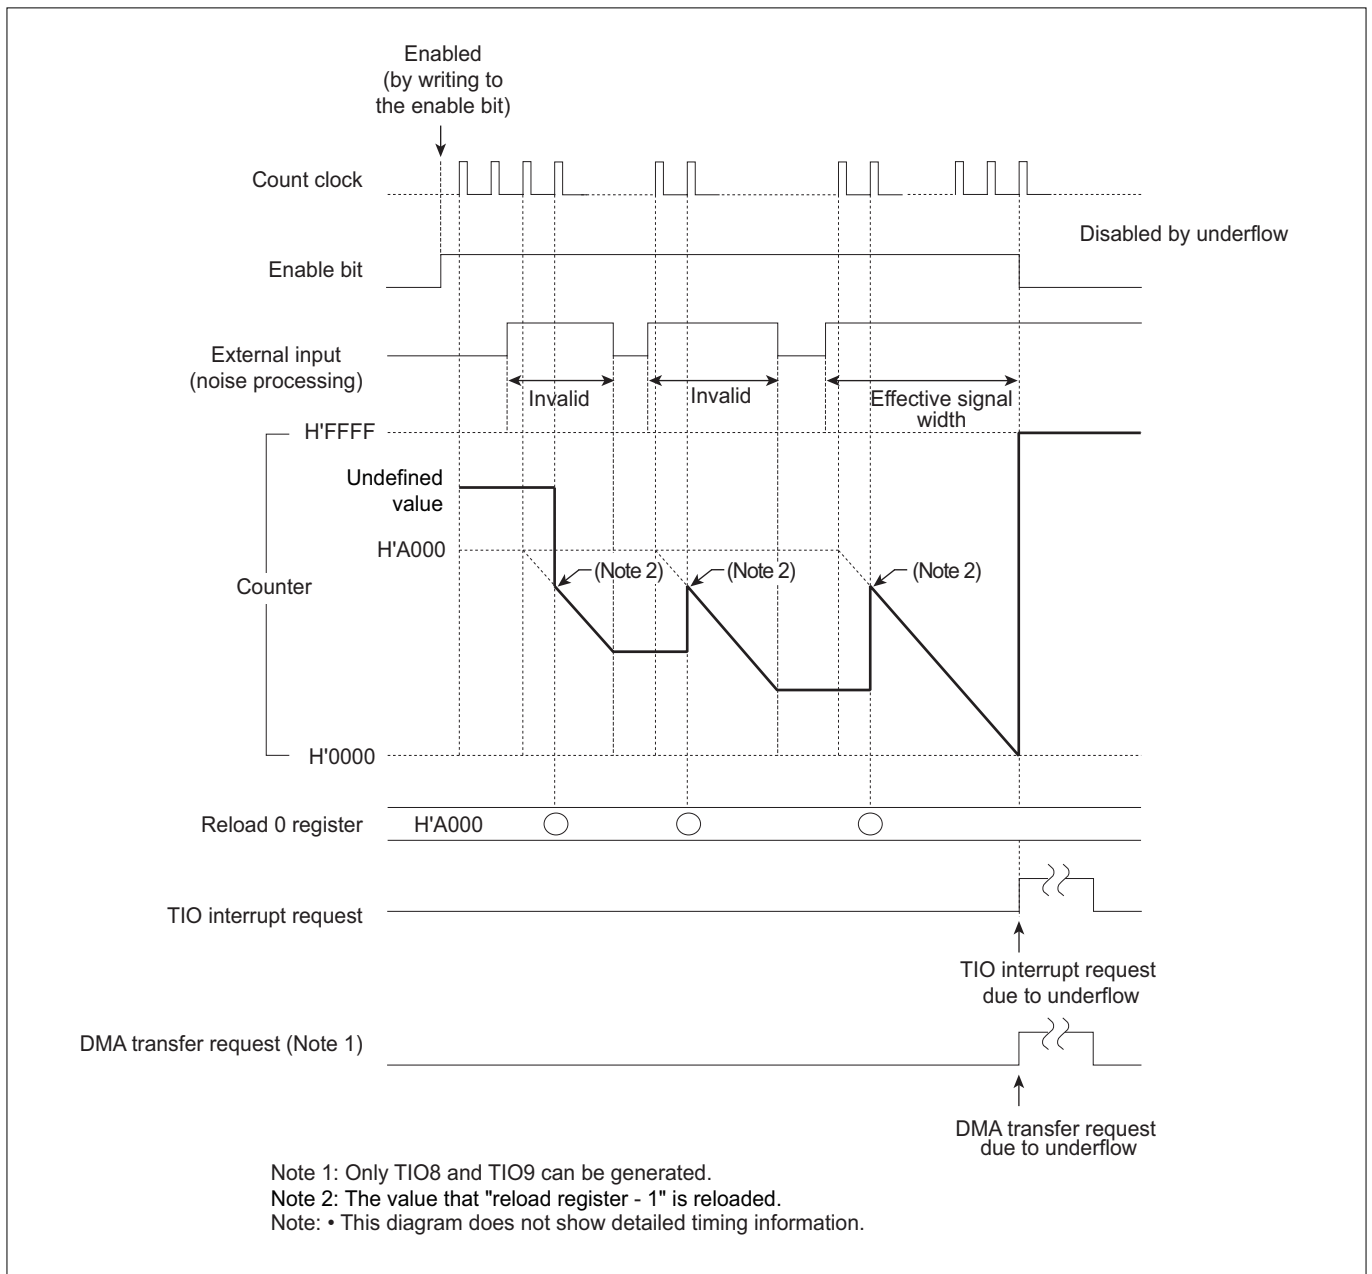 Enabled
(by writing to
the enable bit)
Count clock
Disabled by underflow
Enable bit
External input
(noise processing)
Invalid
Invalid
Effective signal
width
H'FFFF
Undefined
value
H'A000
(Note 2)
(Note 2)
(Note 2)
Counter
H'0000
Reload 0 register
H'A000
TIO interrupt request
TIO interrupt request
due to underflow
DMA transfer request (Note 1)
DMA transfer request
due to underflow
Note 1: Only TIO8 and TIO9 can be generated.
Note 2: The value that "reload register - 1" is reloaded.
Note: • This diagram does not show detailed timing information.